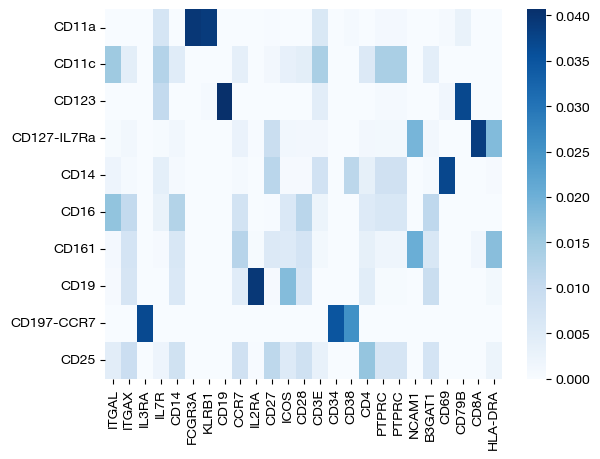 CD11a
CD11c
CD123
CD127-IL7Ra
CD14
CD16
CD161
CD19
CD197-CCR7
CD25
ITGAL
ITGAX
IL3RA
IL7R
CD14
FCGR3A
KLRB1
CD19
CCR7
IL2RA
CD27
ICOS
CD28
CD3E
CD34
CD38
CD4
PTPRC
PTPRC
NCAM1
B3GAT1
CD69
CD79B
CD8A
HLA-DRA
0.040
0.035
0.030
0.025
0.020
0.015
0.010
0.005
0.000